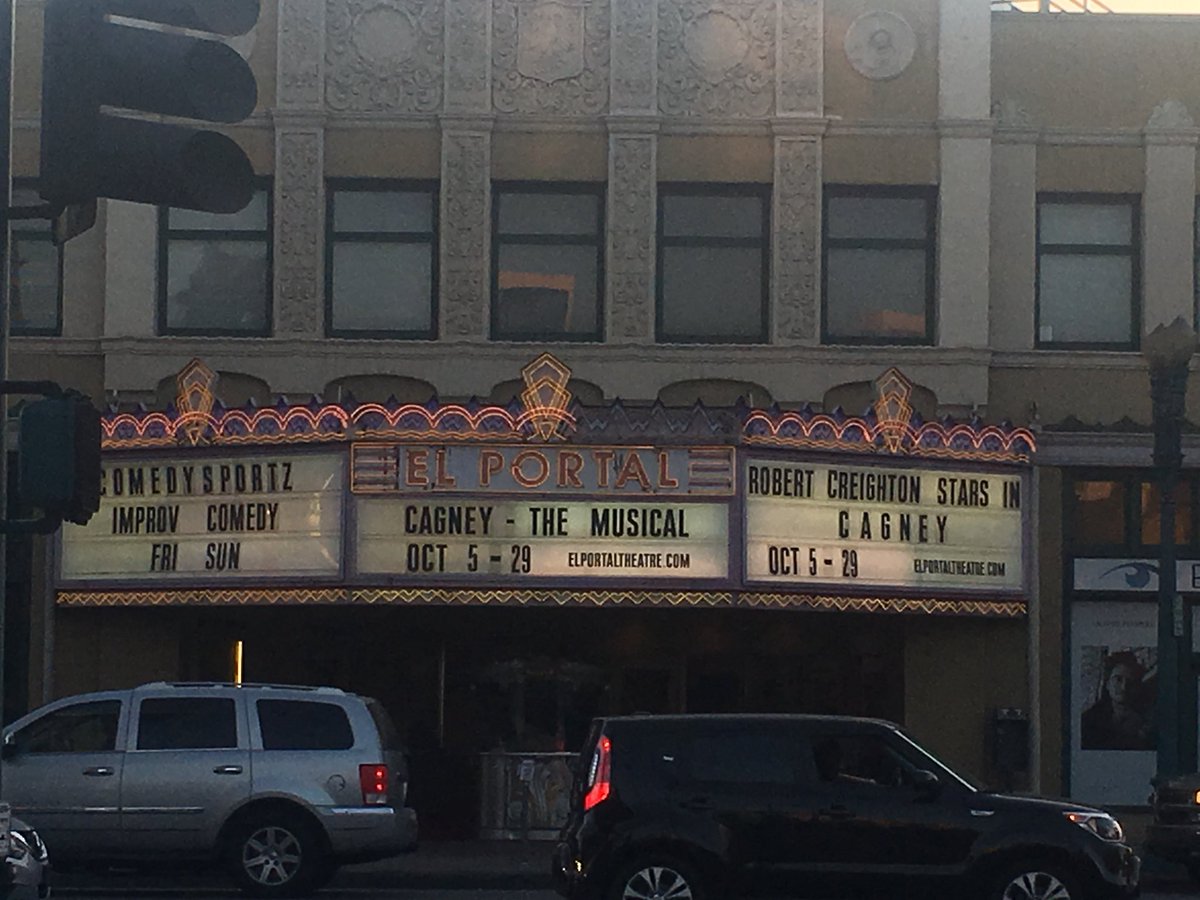 COMEDYSPORTZ
IMPROV COMEDY
FRI SUN
EL PORTAL
CAGNEY - THE MUSICAL
OCT 5 - 29 ELPORTALTHEATRE.COM
ROBERT CREIGHTON STARS IN
CAGNEY
OCT 5 - 29 ELPORTALTHEATRE.COM